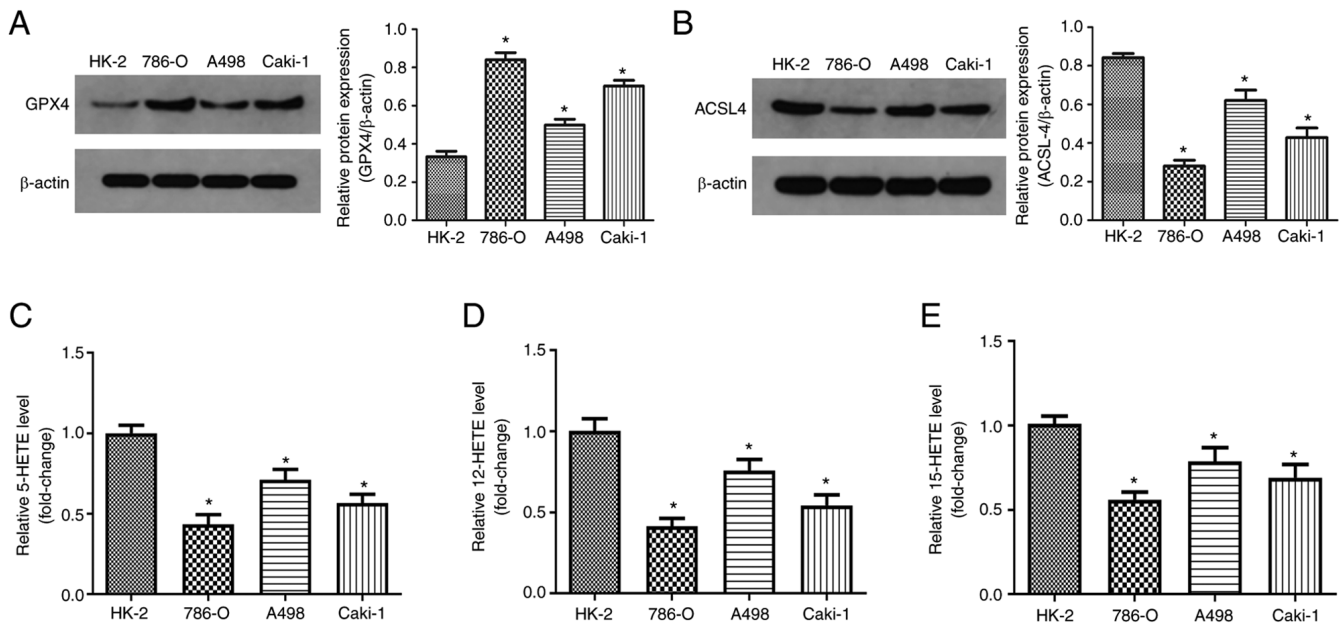 A
HK-2 786-O A498 Caki-1
GPX4
β-actin
Relative protein expression
(GPX4/β-actin)
1.0
0.8
0.6
0.4
0.2
0.0
*
*
*
HK-2 786-O A498 Caki-1
B
HK-2 786-O A498 Caki-1
ACSL4
β-actin
Relative protein expression
(ACSL-4/β-actin)
1.0
0.8
0.6
0.4
0.2
0.0
*
*
*
HK-2 786-O A498 Caki-1
C
Relative 5-HETE level
(fold-change)
1.5
1.0
0.5
0.0
*
*
*
HK-2 786-O A498 Caki-1
D
Relative 12-HETE level
(fold-change)
1.5
1.0
0.5
0.0
*
*
*
HK-2 786-O A498 Caki-1
E
Relative 15-HETE level
(fold-change)
1.5
1.0
0.5
0.0
*
*
*
HK-2 786-O A498 Caki-1